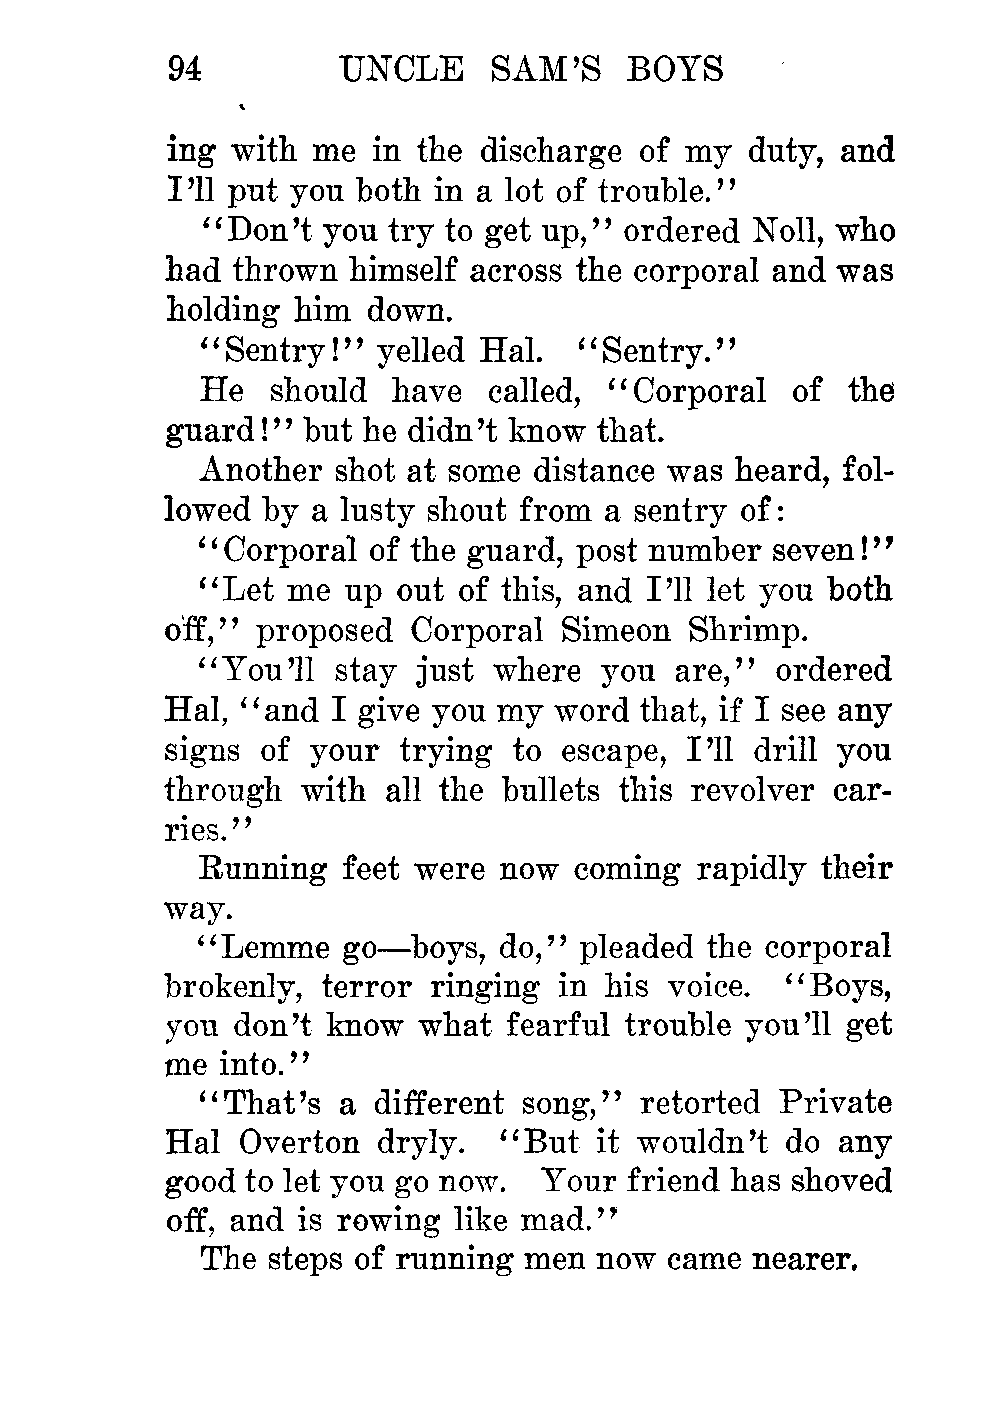 94 UNCLE SAM'S BOYS
ing with me in the discharge of my duty, and
I'll put you both in a lot of trouble."
"Don't you try to get up," ordered Noll, who
had thrown himself across the corporal and was
holding him down.
"Sentry!" yelled Hal. "Sentry."
He should have called, "Corporal of the
guard!" but he didn't know that.
Another shot at some distance was heard, fol-
lowed by a lusty shout from a sentry of:
"Corporal of the guard, post number seven!"
"Let me up out of this, and I'll let you both
off," proposed Corporal Simeon Shrimp.
"You'll stay just where you are," ordered
Hal, "and I give you my word that, if I see any
signs of your trying to escape, I'll drill you
through with all the bullets this revolver car-
ries."
Running feet were now coming rapidly their
way.
"Lemme go—boys, do," pleaded the corporal
brokenly, terror ringing in his voice. "Boys,
you don't know what fearful trouble you'll get
me into."
"That's a different song," retorted Private
Hal Overton dryly. "But it wouldn't do any
good to let you go now. Your friend has shoved
off, and is rowing like mad."
The steps of running men now came nearer.